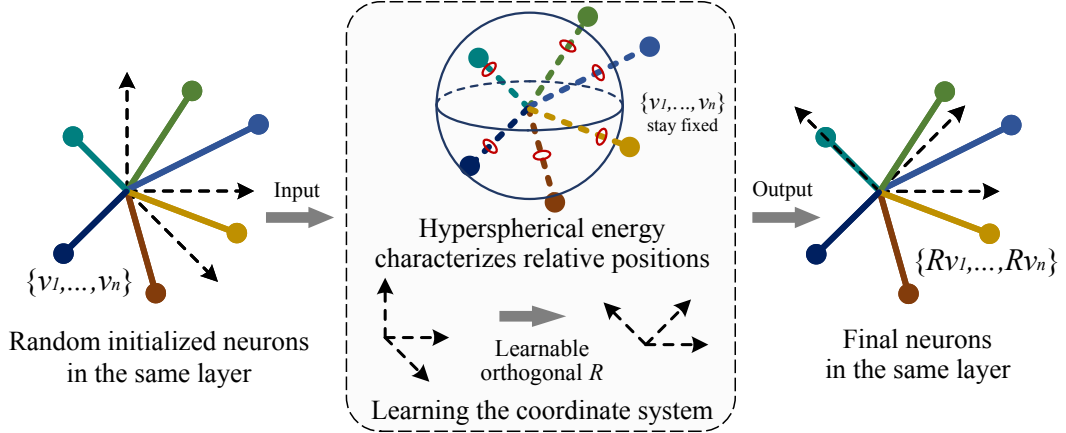 {v1,...,vn}
Random initialized neurons
in the same layer
Input
{v1,...,vn}
stay fixed
Hyperspherical energy
characterizes relative positions
Learnable
orthogonal R
Learning the coordinate system
Output
{Rv1,...,Rvn}
Final neurons
in the same layer